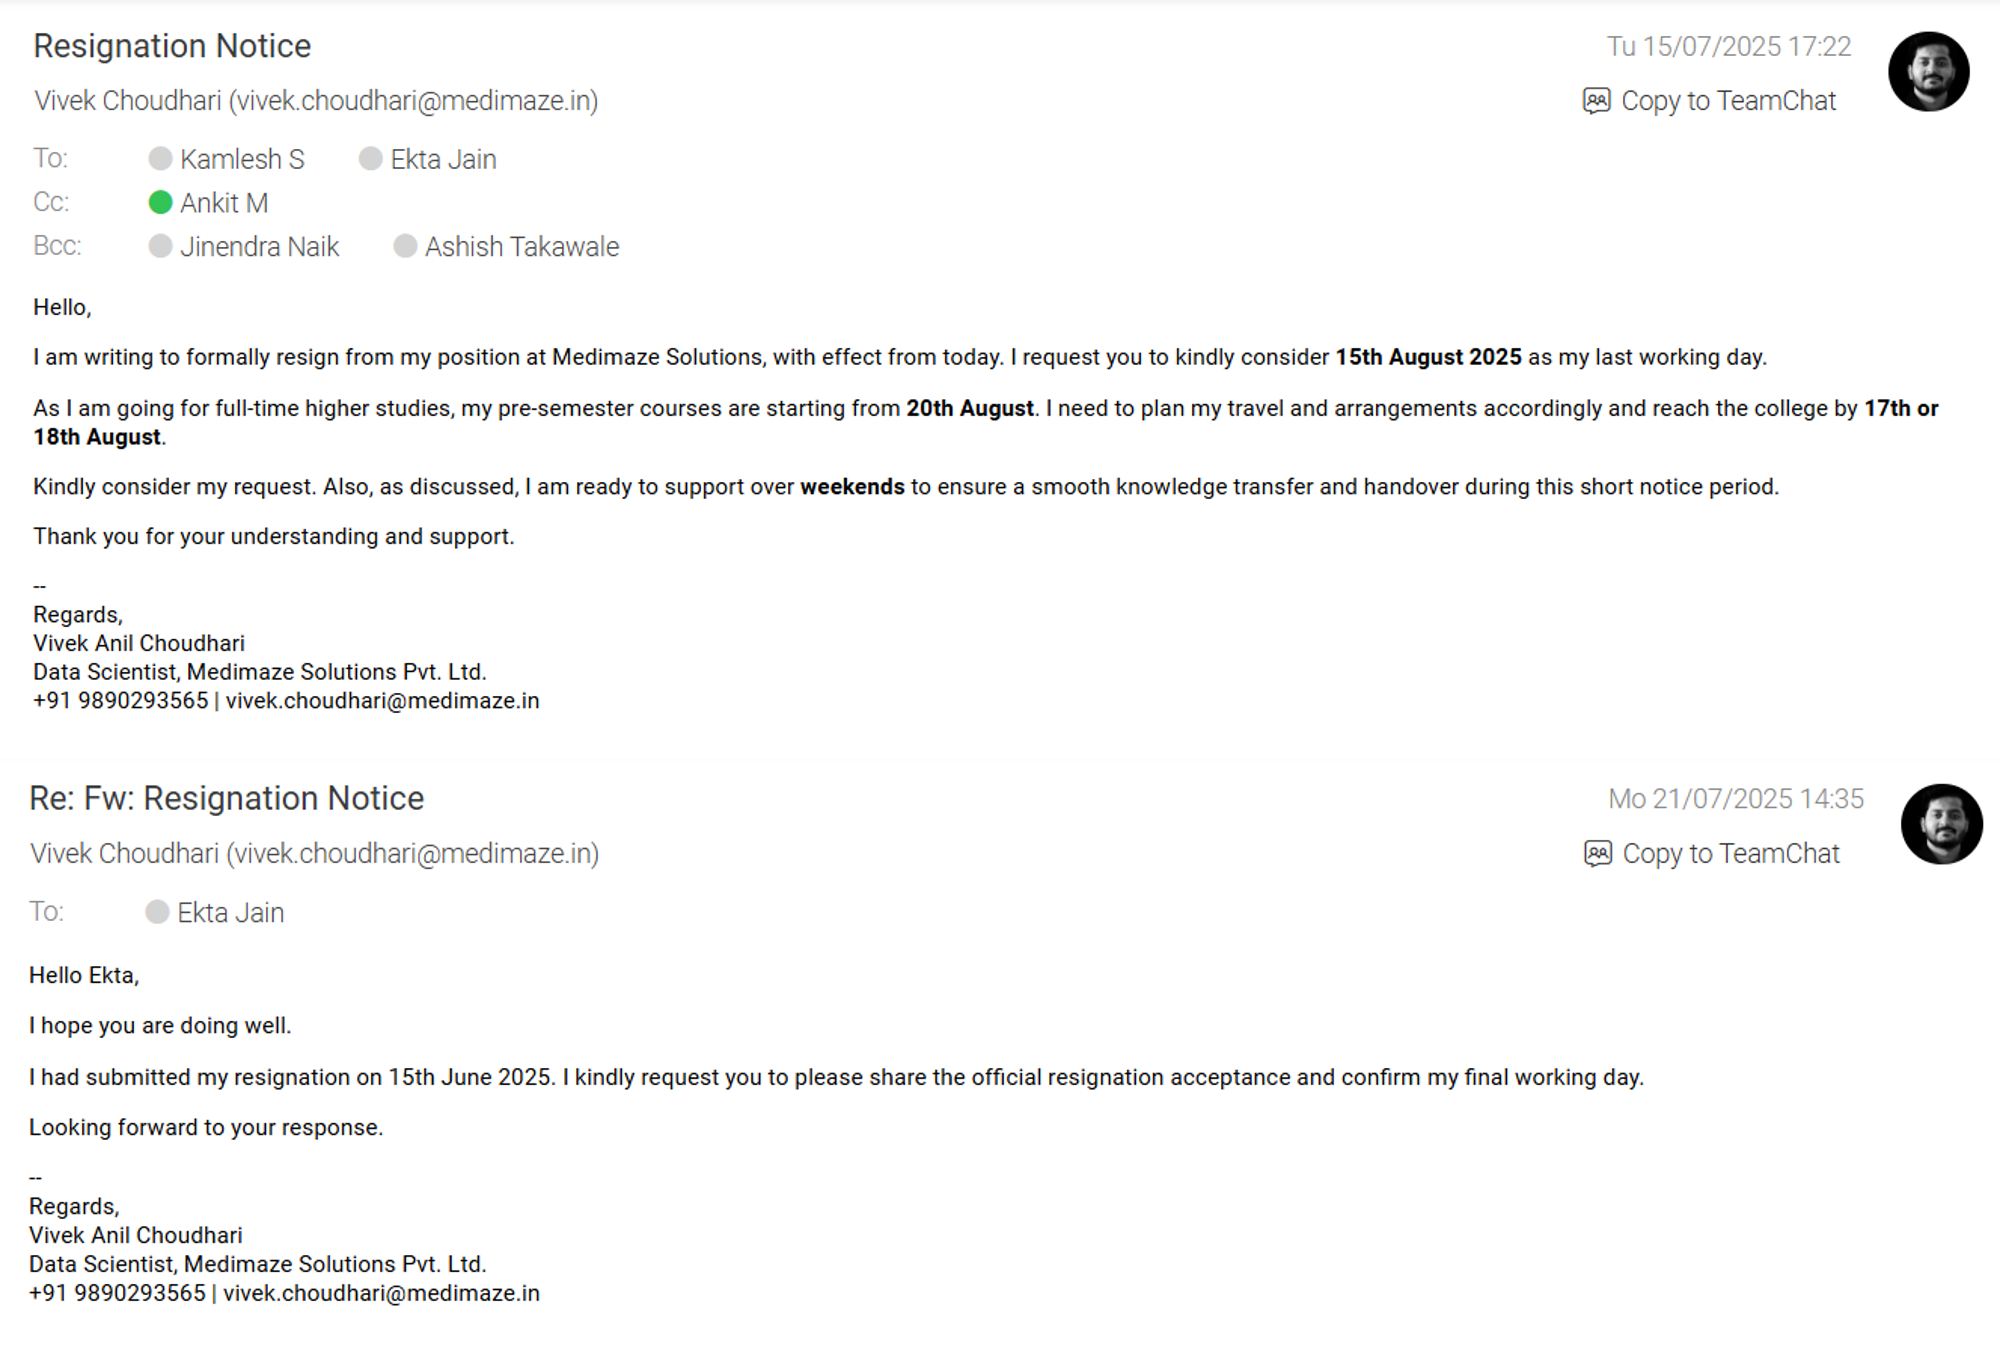 Resignation Notice
Tu 15/07/2025 17:22
Vivek Choudhari (vivek.choudhari@medimaze.in)
Copy to TeamChat
To: Kamlesh S Ekta Jain
Cc: Ankit M
Bcc: Jinendra Naik Ashish Takawale
Hello,
I am writing to formally resign from my position at Medimaze Solutions, with effect from today. I request you to kindly consider 15th August 2025 as my last working day.
As I am going for full-time higher studies, my pre-semester courses are starting from 20th August. I need to plan my travel and arrangements accordingly and reach the college by 17th or
18th August.
Kindly consider my request. Also, as discussed, I am ready to support over weekends to ensure a smooth knowledge transfer and handover during this short notice period.
Thank you for your understanding and support.
--
Regards,
Vivek Anil Choudhari
Data Scientist, Medimaze Solutions Pvt. Ltd.
+91 9890293565 | vivek.choudhari@medimaze.in
Re: Fw: Resignation Notice
Mo 21/07/2025 14:35
Vivek Choudhari (vivek.choudhari@medimaze.in)
Copy to TeamChat
To: Ekta Jain
Hello Ekta,
I hope you are doing well.
I had submitted my resignation on 15th June 2025. I kindly request you to please share the official resignation acceptance and confirm my final working day.
Looking forward to your response.
--
Regards,
Vivek Anil Choudhari
Data Scientist, Medimaze Solutions Pvt. Ltd.
+91 9890293565 | vivek.choudhari@medimaze.in